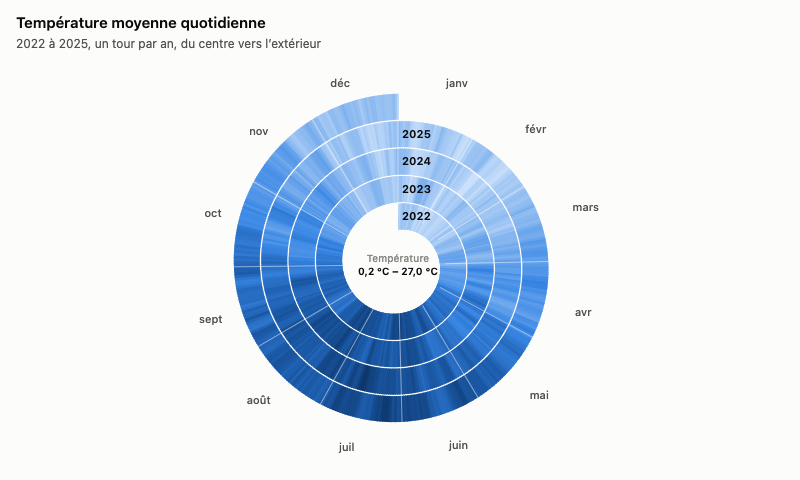 Température moyenne quotidienne
2022 à 2025, un tour par an, du centre vers l’extérieur
déc
janv
nov
févr
2025
2024
2023
2022
oct
mars
Température
0,2 °C – 27,0 °C
sept
avr
août
mai
juil
juin